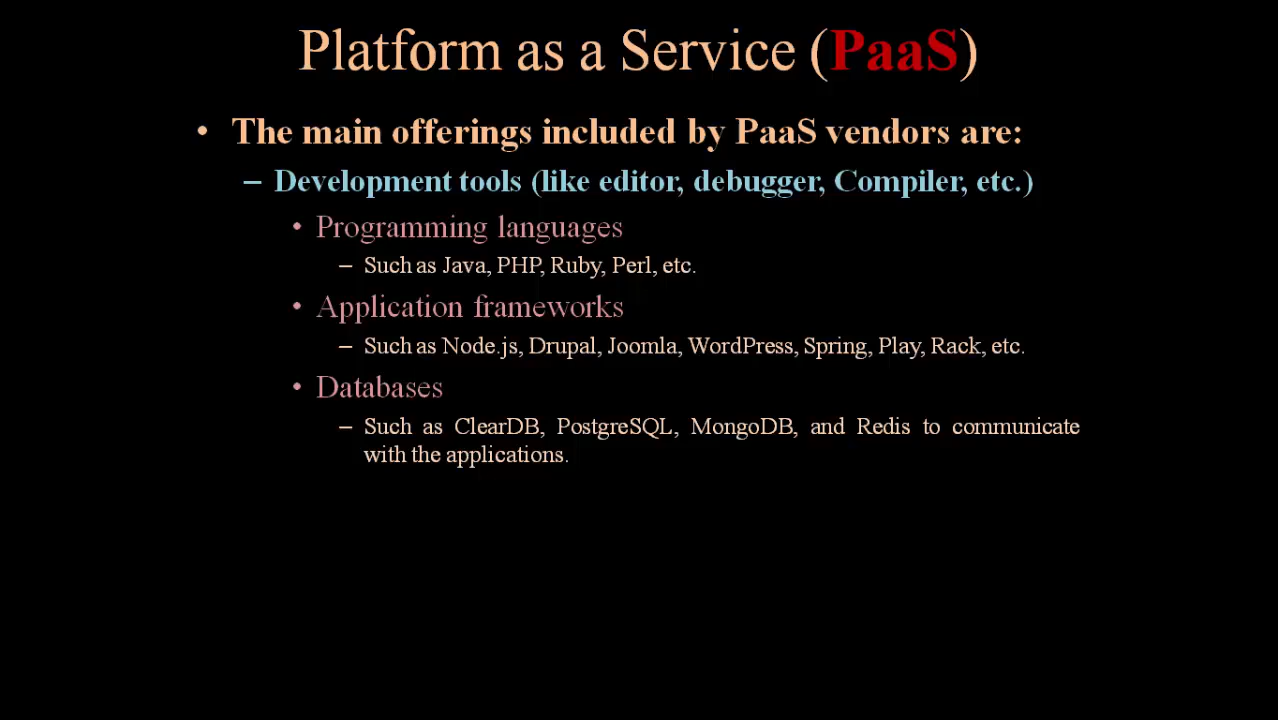 Platform as a Service (PaaS)
• The main offerings included by PaaS vendors are:
– Development tools (like editor, debugger, Compiler, etc.)
• Programming languages
– Such as Java, PHP, Ruby, Perl, etc.
• Application frameworks
– Such as Node.js, Drupal, Joomla, WordPress, Spring, Play, Rack, etc.
• Databases
– Such as ClearDB, PostgreSQL, MongoDB, and Redis to communicate
with the applications.